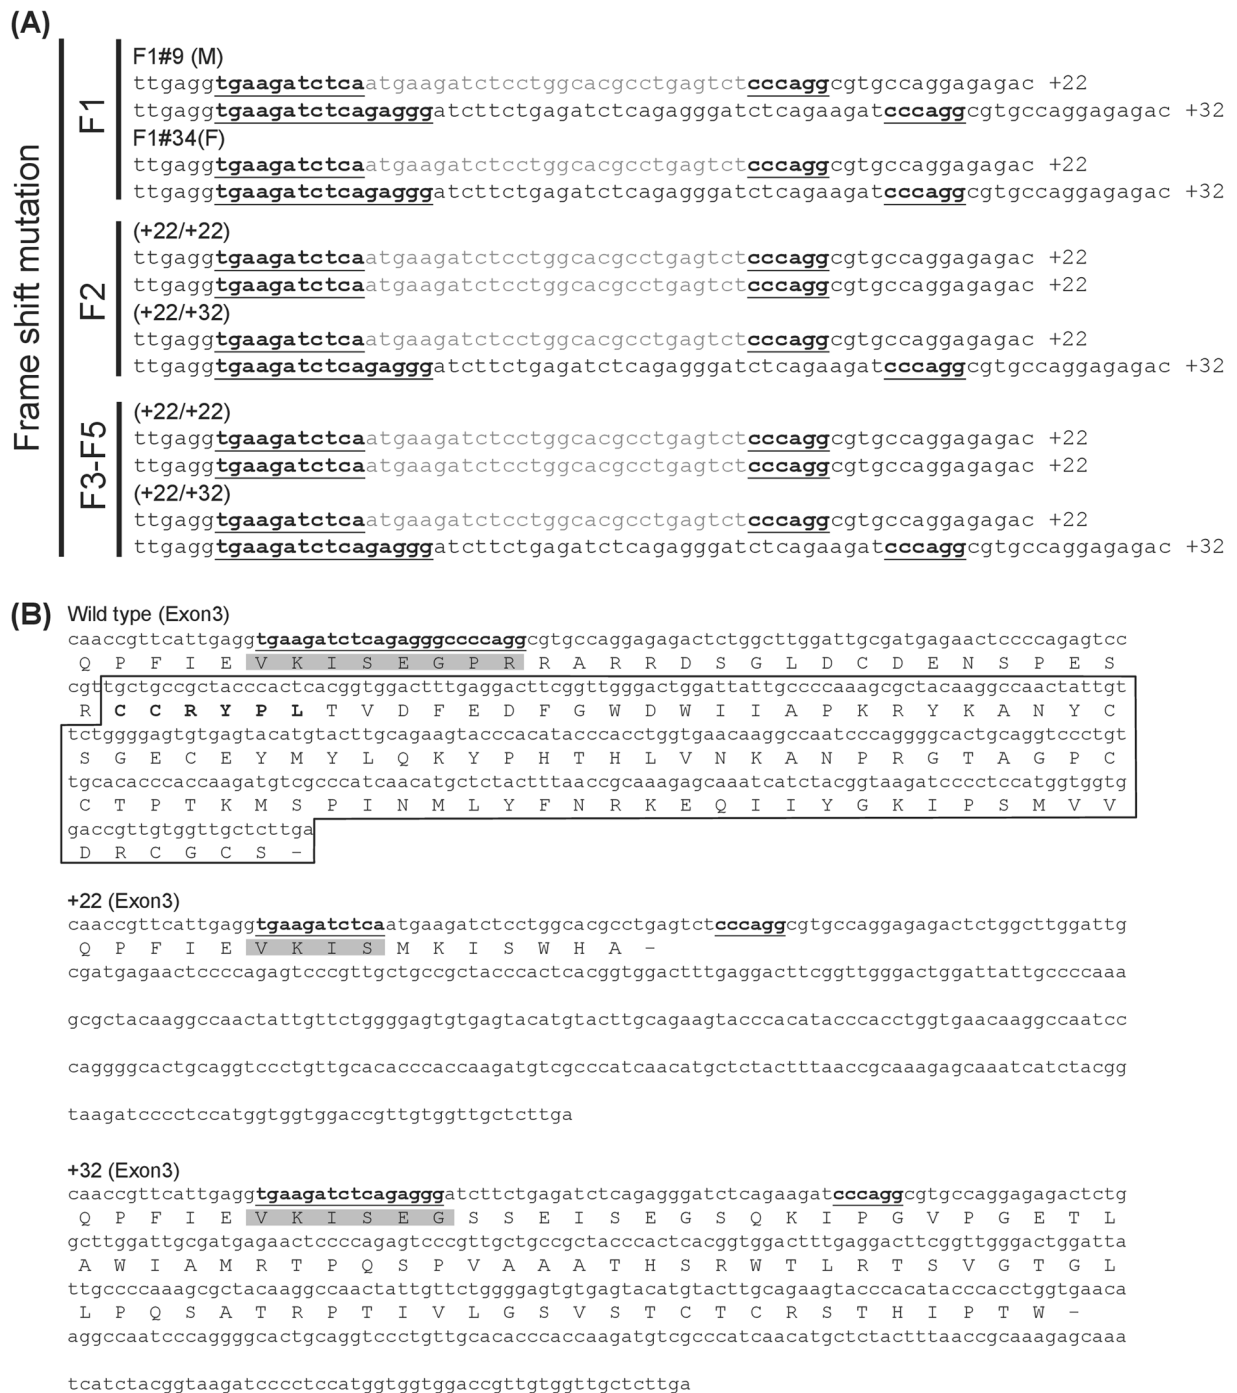 (A)
Frame shift mutation
F1
F1#9 (M)
ttgaggtgaagatctcaatgaagatctcctggcacgcctgagtctcccaggcgtgccaggagagac +22
ttgaggtgaagatctcagagggatcttctgagatctcagagggatctcagaagatcccaggcgtgccaggagagac +32
F1#34(F)
ttgaggtgaagatctcaatgaagatctcctggcacgcctgagtctcccaggcgtgccaggagagac +22
ttgaggtgaagatctcagagggatcttctgagatctcagagggatctcagaagatcccaggcgtgccaggagagac +32
F2
(+22/+22)
ttgaggtgaagatctcaatgaagatctcctggcacgcctgagtctcccaggcgtgccaggagagac +22
ttgaggtgaagatctcaatgaagatctcctggcacgcctgagtctcccaggcgtgccaggagagac +22
(+22/+32)
ttgaggtgaagatctcaatgaagatctcctggcacgcctgagtctcccaggcgtgccaggagagac +22
ttgaggtgaagatctcagagggatcttctgagatctcagagggatctcagaagatcccaggcgtgccaggagagac +32
F3-F5
(+22/+22)
ttgaggtgaagatctcaatgaagatctcctggcacgcctgagtctcccaggcgtgccaggagagac +22
ttgaggtgaagatctcaatgaagatctcctggcacgcctgagtctcccaggcgtgccaggagagac +22
(+22/+32)
ttgaggtgaagatctcaatgaagatctcctggcacgcctgagtctcccaggcgtgccaggagagac +22
ttgaggtgaagatctcagagggatcttctgagatctcagagggatctcagaagatcccaggcgtgccaggagagac +32
(B)
Wild type (Exon3)
caaccgttcattgaggtgaagatctcagagggccccaggcgtgccaggagagactctggcttggattgcgatgagaactccccagagtcc
Q P F I E V K I S E G P R R A R R D S G L D C D E N S P E S
cgttgctgccgctacccactcacggtggactttgaggacttcggttgggactggattattgccccaaagcgctacaaggccaactattgt
R C C R Y P L T V D F E D F G W D W I I A P K R Y K A N Y C
tctggggagtgtgagtacatgtacttgcagaagtacccacatacccacctggtgaacaaggccaatcccaggggcactgcaggtccctgt
S G E C E Y M Y L Q K Y P H T H L V N K A N P R G T A G P C
tgcacacccaccaagatgtcgcccatcaacatgctctactttaaccgcaaagagcaaatcatctacggtaagatcccctccatggtggtg
C T P T K M S P I N M L Y F N R K E Q I I Y G K I P S M V V
gaccgttgtggttgctcttga
D R C G C S –
+22 (Exon3)
caaccgttcattgaggtgaagatctcaatgaagatctcctggcacgcctgagtctcccaggcgtgccaggagagactctggcttggattg
Q P F I E V K I S M K I S W H A –
cgatgagaactccccagagtcccgttgctgccgctacccactcacggtggactttgaggacttcggttgggactggattattgccccaaa
gcgctacaaggccaactattgttctggggagtgtgagtacatgtacttgcagaagtacccacatacccacctggtgaacaaggccaatcc
caggggcactgcaggtccctgttgcacacccaccaagatgtcgcccatcaacatgctctactttaaccgcaaagagcaaatcatctacgg
taagatcccctccatggtggtggaccgttgtggttgctcttga
+32 (Exon3)
caaccgttcattgaggtgaagatctcagagggatcttctgagatctcagagggatctcagaagatcccaggcgtgccaggagagactctg
Q P F I E V K I S E G S S E I S E G S Q K I P G V P G E T L
gcttggattgcgatgagaactccccagagtcccgttgctgccgctacccactcacggtggactttgaggacttcggttgggactggatta
A W I A M R T P Q S P V A A A T H S R W T L R T S V G T G L
ttgccccaaagcgctacaaggccaactattgttctggggagtgtgagtacatgtacttgcagaagtacccacatacccacctggtgaaca
L P Q S A T R P T I V L G S V S T C T C R S T H I P T W –
aggccaatcccaggggcactgcaggtccctgttgcacacccaccaagatgtcgcccatcaacatgctctactttaaccgcaaagagcaaa
tcatctacggtaagatcccctccatggtggtggaccgttgtggttgctcttga